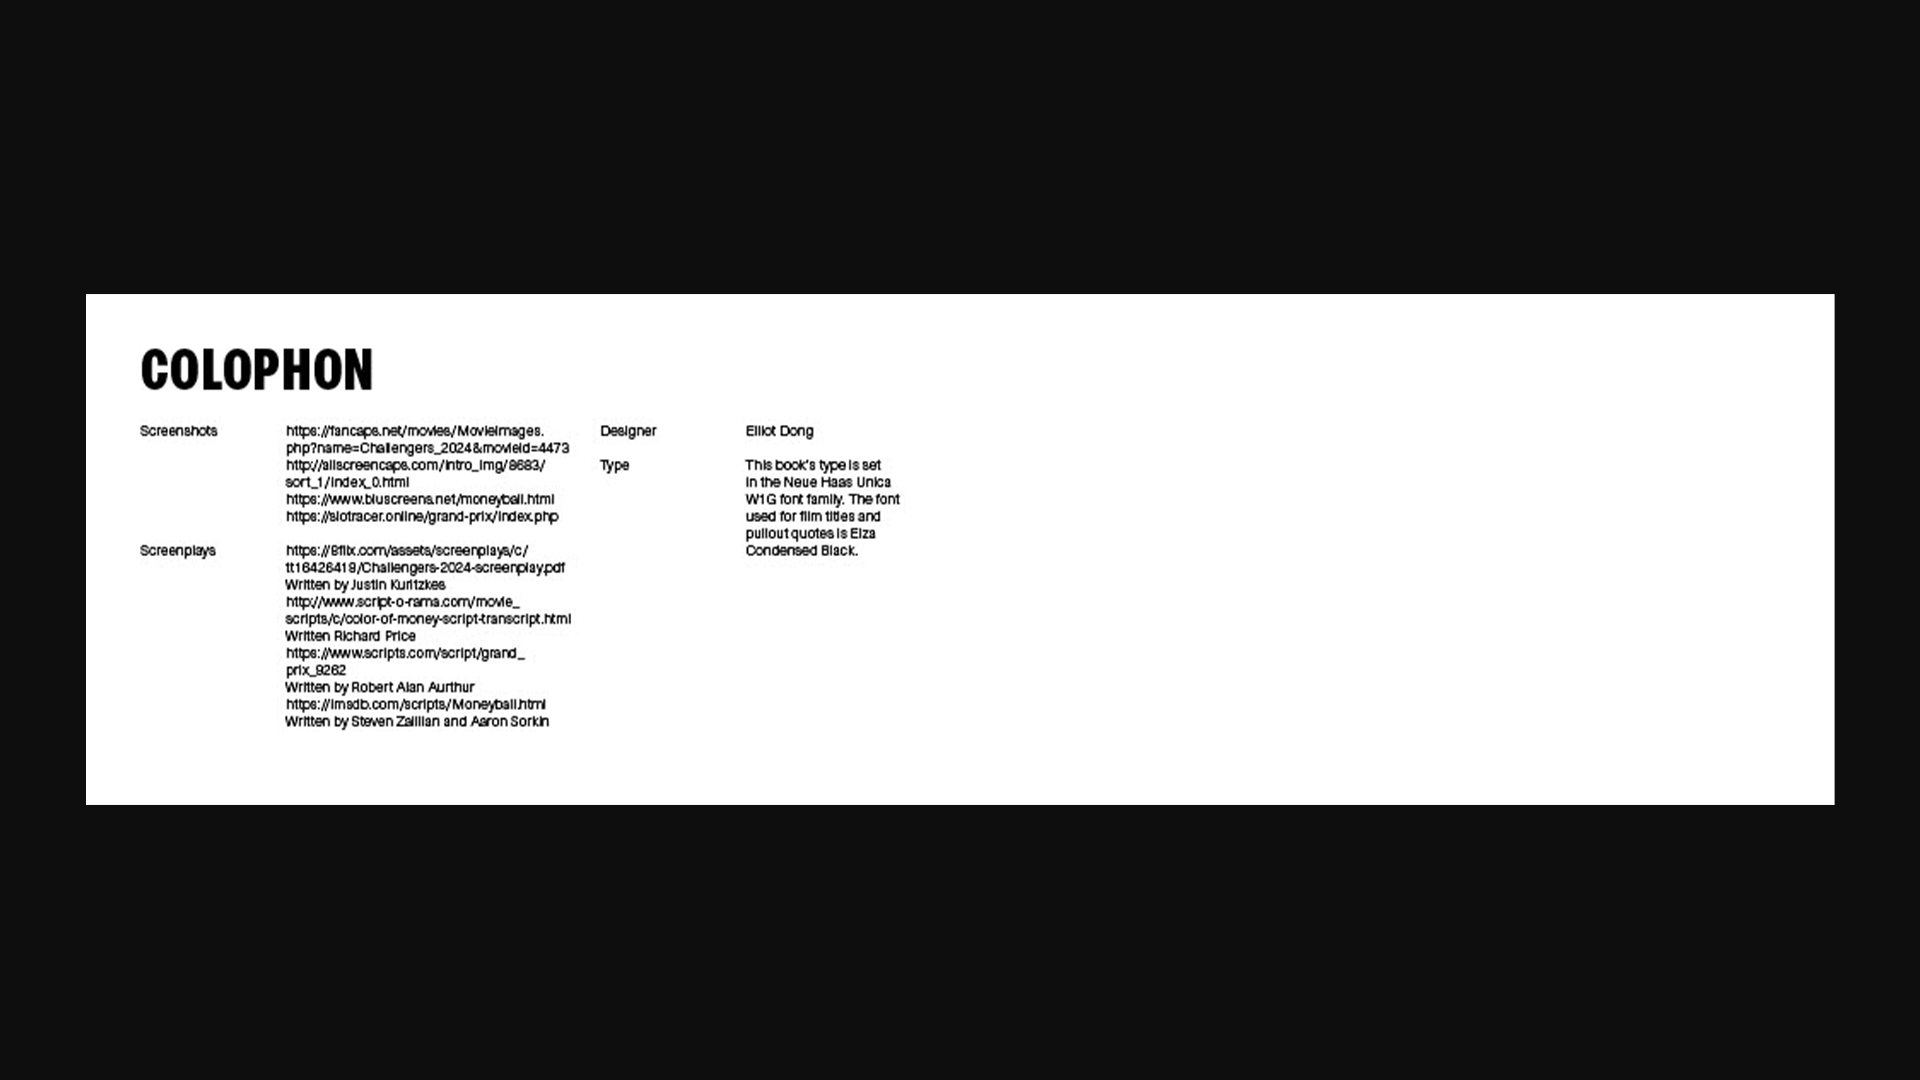 COLOPHON
Screenshots
https://fancaps.net/movies/MovieImages.
php?name=Challengers_2024&movieid=4473
http://allscreencaps.com/intro_img/8683/
sort_1/index_0.html
https://www.bluscreens.net/moneyball.html
https://slotracer.online/grand-prix/index.php
Screenplays
https://8flix.com/assets/screenplays/c/
tt16426419/Challengers-2024-screenplay.pdf
Written by Justin Kuritzkes
http://www.script-o-rama.com/movie_
scripts/c/color-of-money-script-transcript.html
Written Richard Price
https://www.scripts.com/script/grand_
prix_9262
Written by Robert Alan Aurthur
https://imsdb.com/scripts/Moneyball.html
Written by Steven Zaillian and Aaron Sorkin
Designer
Elliot Dong
Type
This book's type is set
in the Neue Haas Unica
W1G font family. The font
used for film titles and
pullout quotes is Elza
Condensed Black.